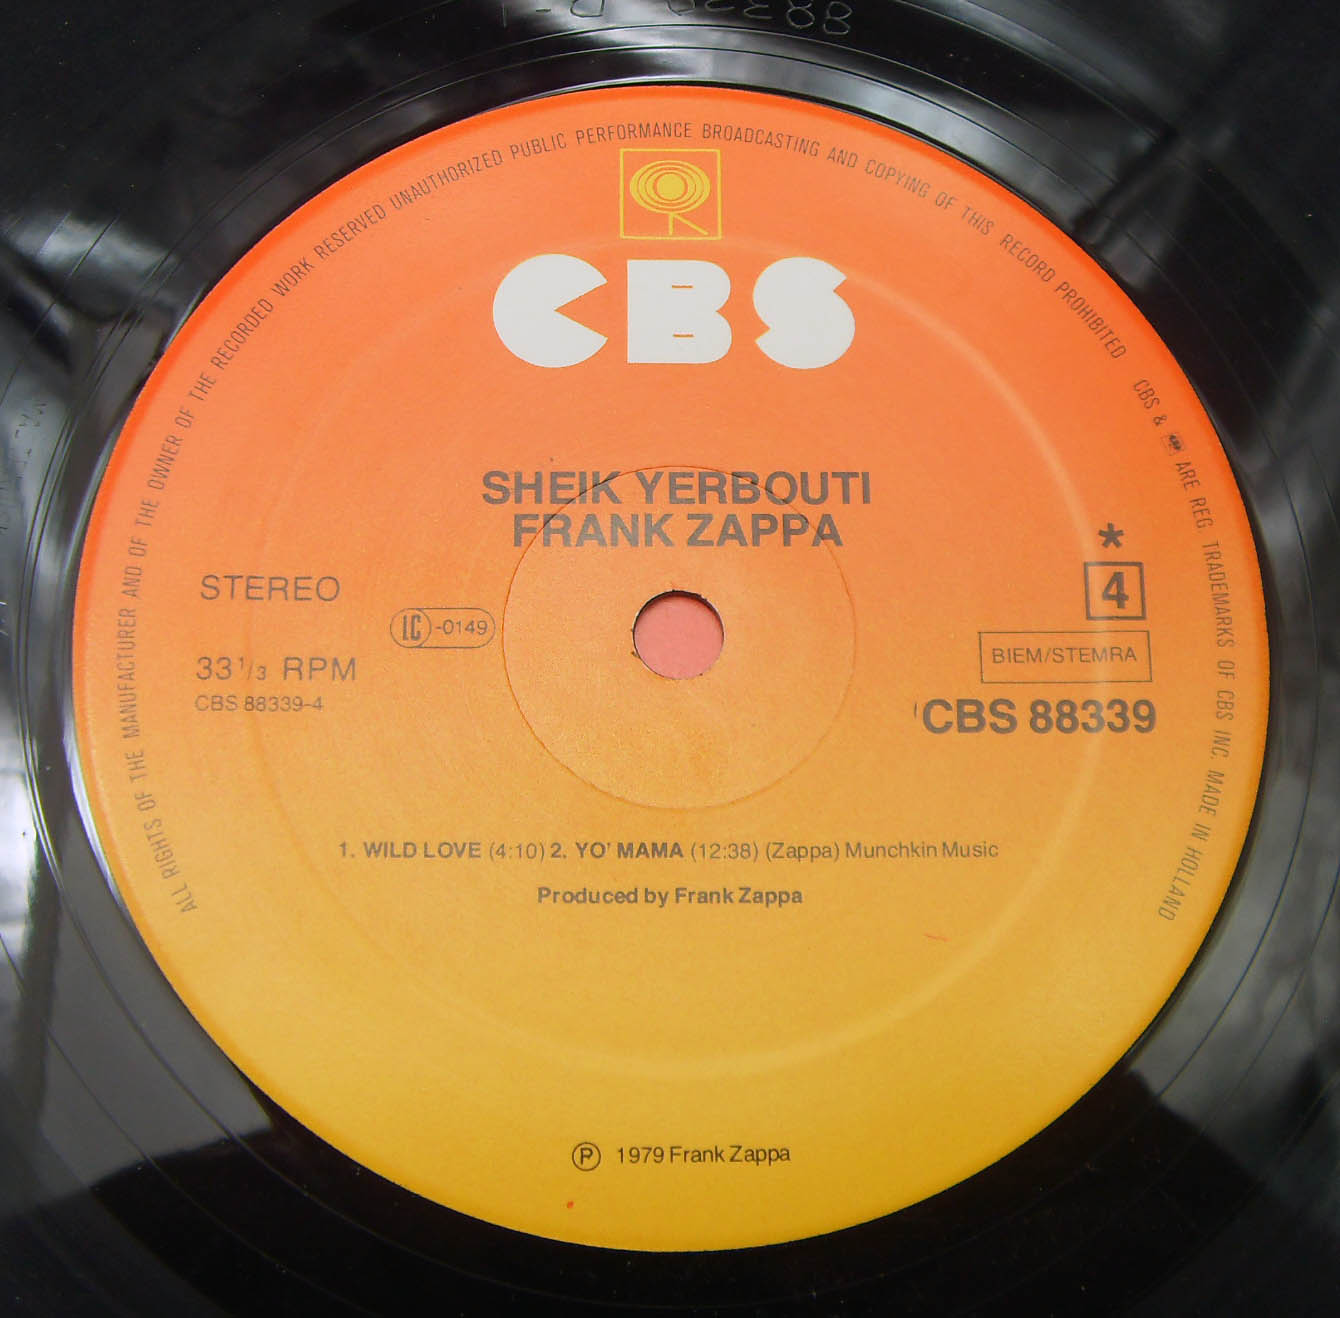 ALL RIGHTS OF THE MANUFACTURER AND OF THE OWNER OF THE RECORDED WORK RESERVED UNAUTHORIZED PUBLIC PERFORMANCE BROADCASTING AND COPYING OF THIS RECORD PROHIBITED CBS & ARE REG. TRADEMARKS OF CBS INC. MADE IN HOLLAND
CBS
SHEIK YERBOUTI
FRANK ZAPPA
*
STEREO
4
LC-0149
BIEM/STEMRA
33 1/3 RPM
CBS 88339-4
CBS 88339
1. WILD LOVE (4:10) 2. YO' MAMA (12:38) (Zappa) Munchkin Music
Produced by Frank Zappa
℗ 1979 Frank Zappa